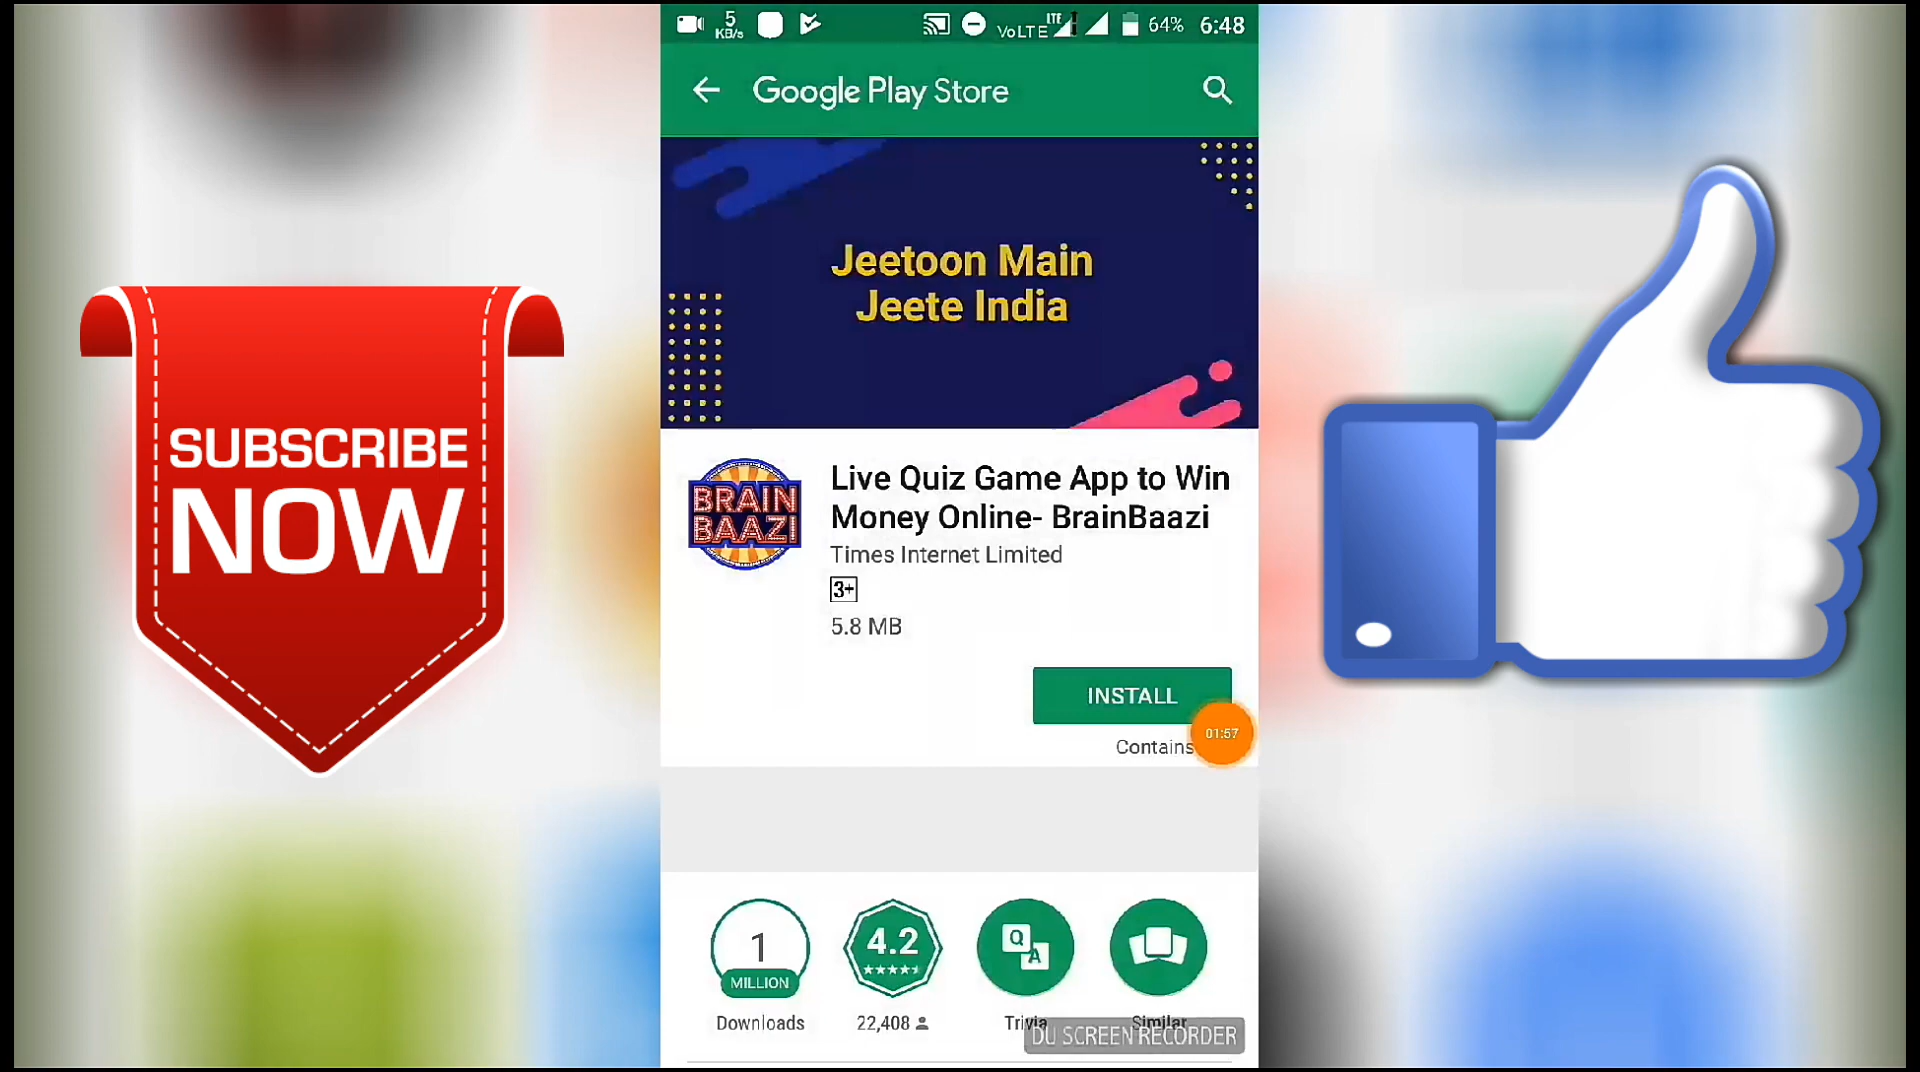 5
KB/s
VoLTE LTE 64% 6:48
Google Play Store
Jeetoon Main
Jeete India
SUBSCRIBE
NOW
BRAIN
BAAZI
Live Quiz Game App to Win
Money Online- BrainBaazi
Times Internet Limited
3+
5.8 MB
INSTALL
01:57
Contains
1
MILLION
4.2
Q
A
Downloads
22,408
Trivia
Similar
DU SCREEN RECORDER